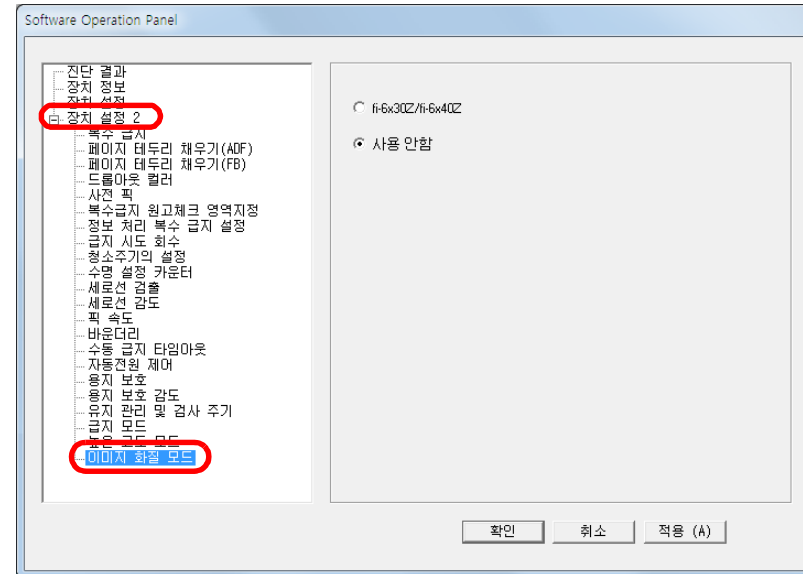 Software Operation Panel
진단 결과
장치 정보
장치 설정
장치 설정 2
복수 급지
페이지 테두리 채우기(ADF)
페이지 테두리 채우기(FB)
드롭아웃 컬러
사전 픽
복수급지 원고체크 영역지정
정보 처리 복수 급지 설정
급지 시도 회수
청소주기의 설정
수명 설정 카운터
세로선 검출
세로선 감도
픽 속도
바운더리
수동 급지 타임아웃
자동전원 제어
용지 보호
용지 보호 감도
유지 관리 및 검사 주기
급지 모드
높은 고도 모드
이미지 화질 모드
fi-6x30Z/fi-6x40Z
사용 안함
확인
취소
적용 (A)